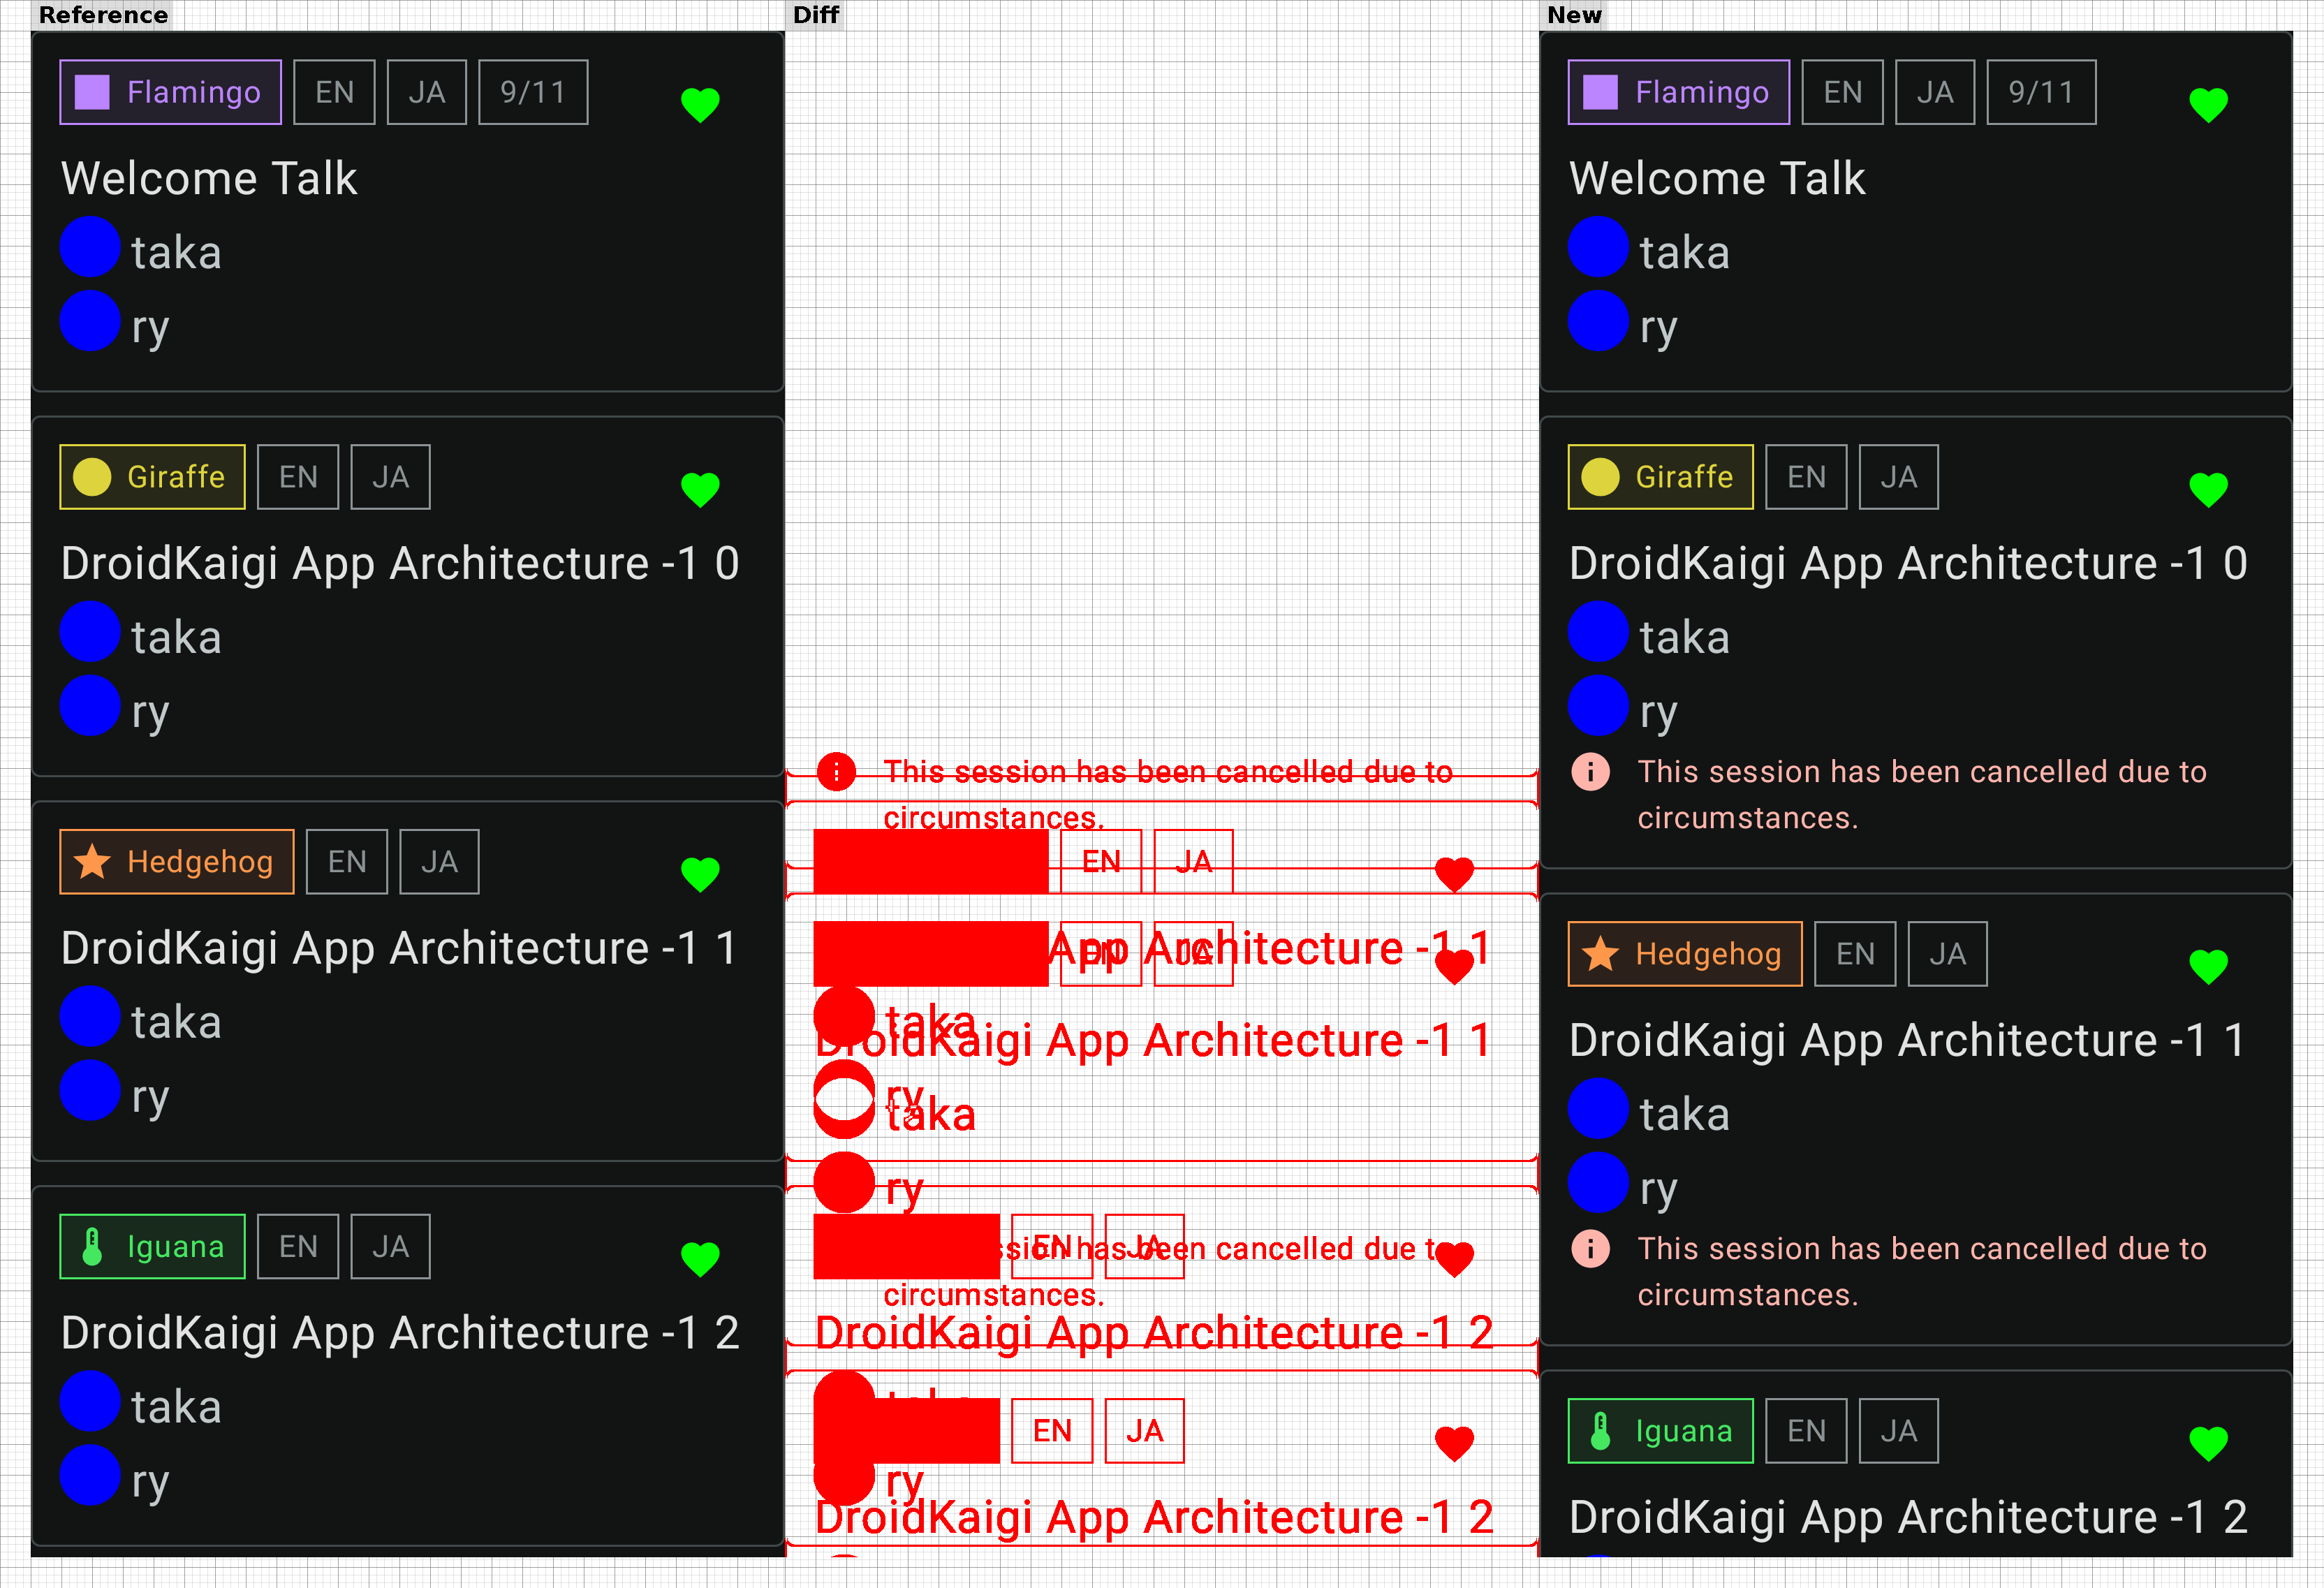 Reference
Flamingo EN JA 9/11
Welcome Talk
taka
ry
Giraffe EN JA
DroidKaigi App Architecture -1 0
taka
ry
Hedgehog EN JA
DroidKaigi App Architecture -1 1
taka
ry
Iguana EN JA
DroidKaigi App Architecture -1 2
taka
ry
Diff
This session has been cancelled due to
circumstances.
EN JA
App Architecture -1 1
EN JA
taka
DroidKaigi App Architecture -1 1
ry
taka
ry
EN JA
has been cancelled due to
circumstances.
DroidKaigi App Architecture -1 2
EN JA
ry
DroidKaigi App Architecture -1 2
New
Flamingo EN JA 9/11
Welcome Talk
taka
ry
Giraffe EN JA
DroidKaigi App Architecture -1 0
taka
ry
This session has been cancelled due to
circumstances.
Hedgehog EN JA
DroidKaigi App Architecture -1 1
taka
ry
This session has been cancelled due to
circumstances.
Iguana EN JA
DroidKaigi App Architecture -1 2